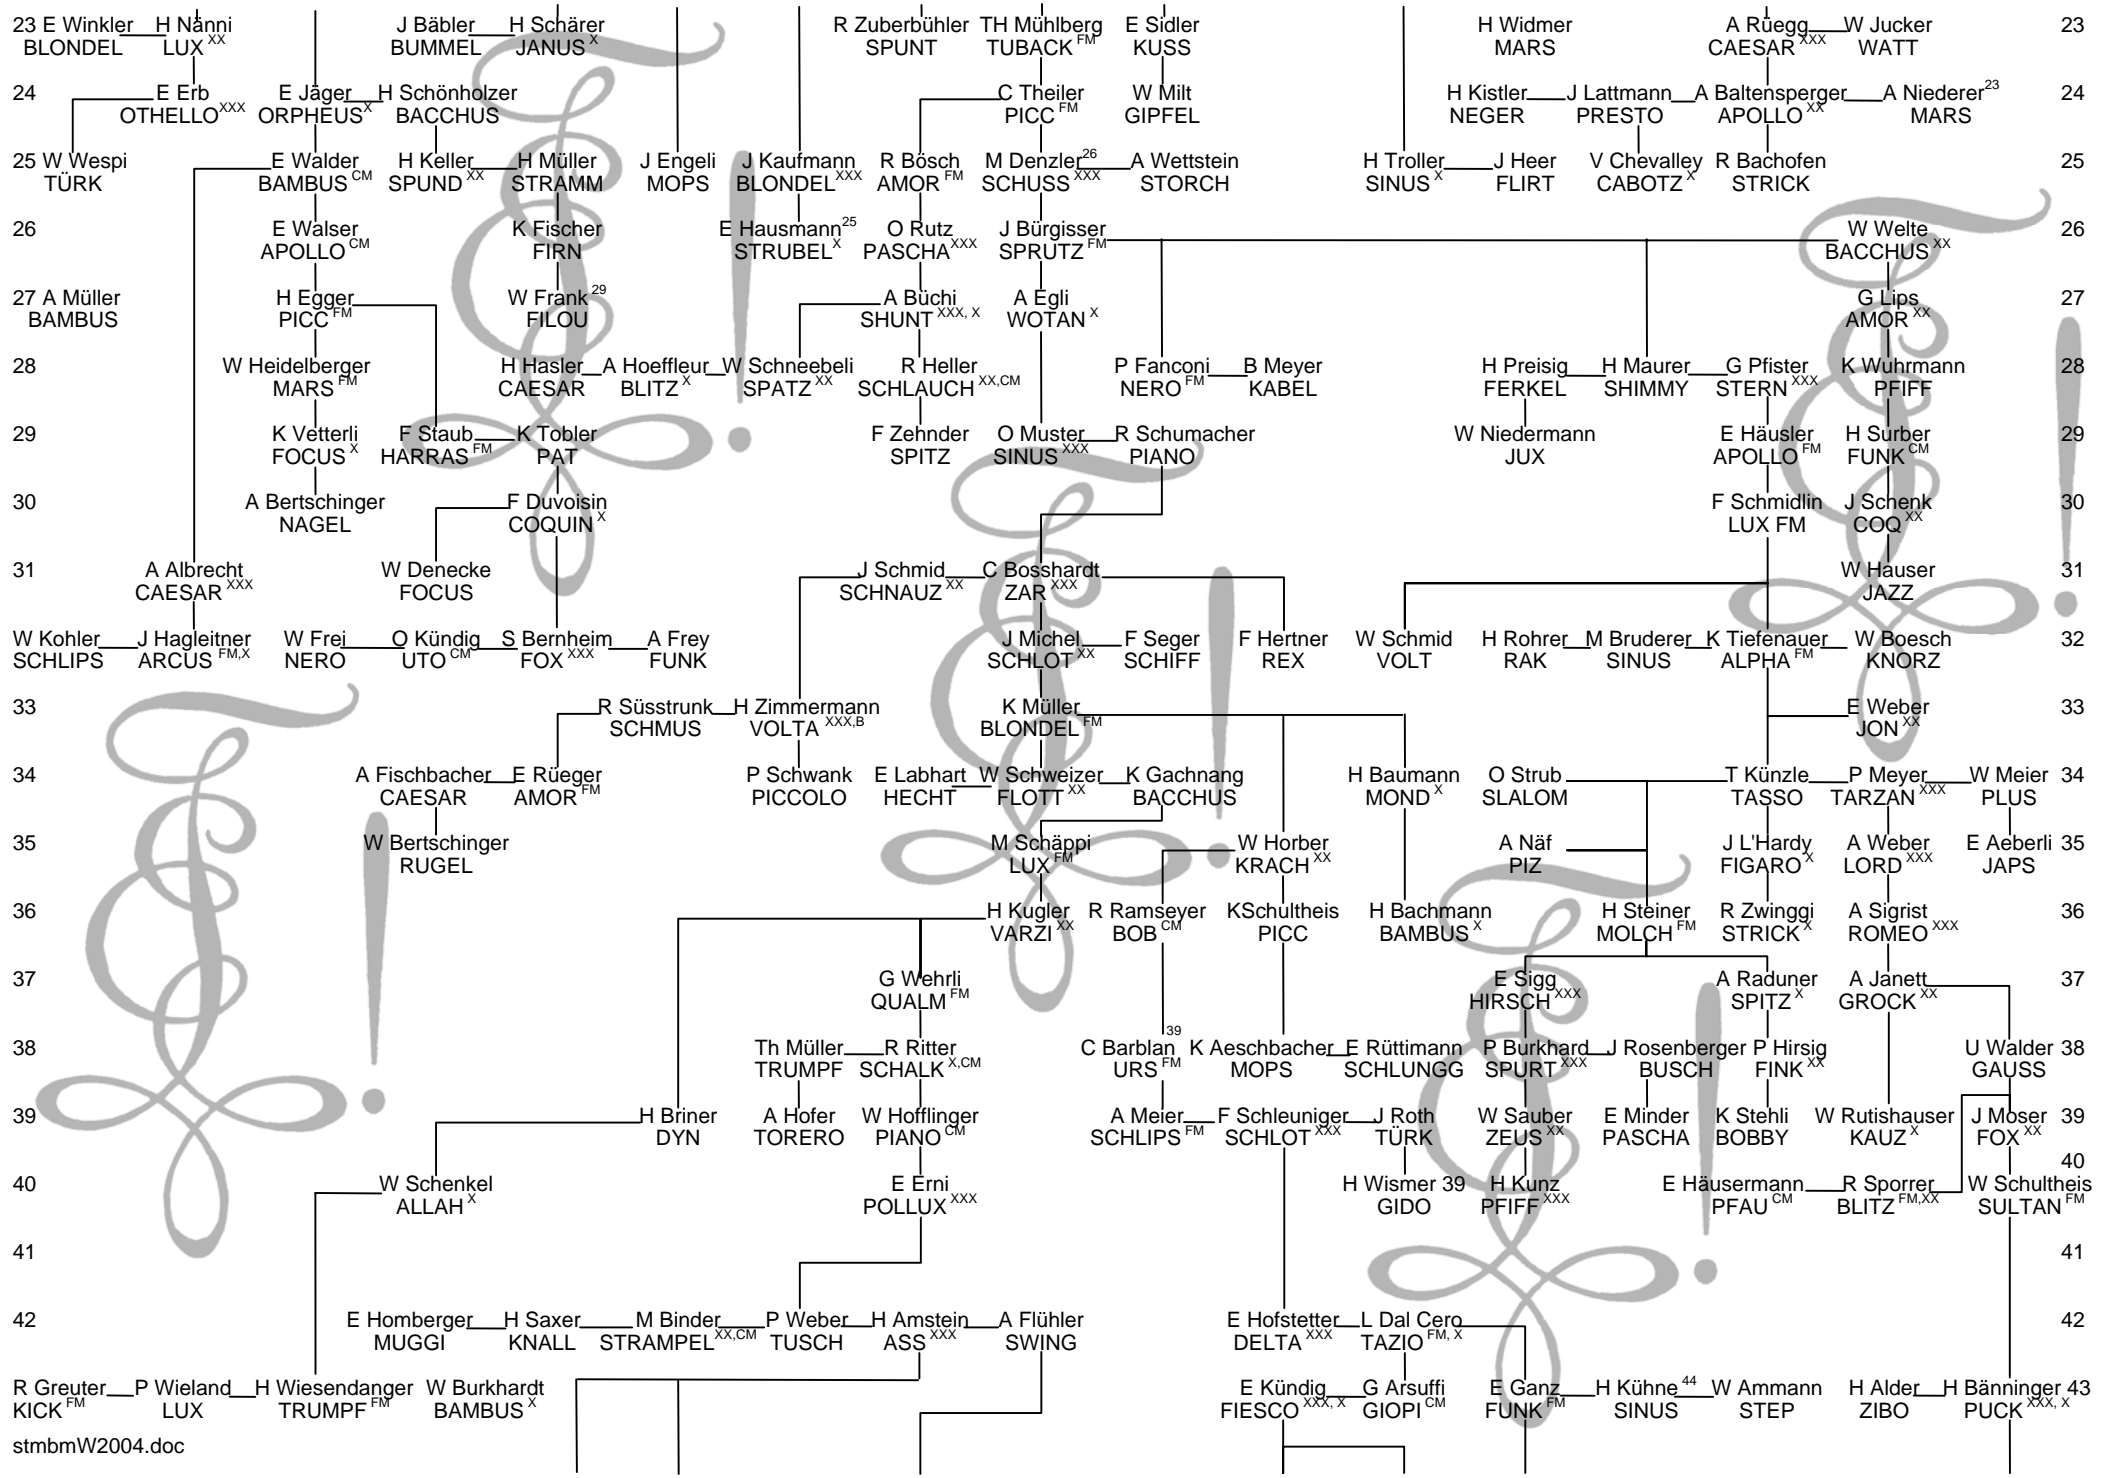 23 E Winkler H Nänni J Bäbler H Schärer R Zuberbühler TH Mühlberg E Sidler H Widmer A Rüegg W Jucker 23
BLONDEL LUX XX BUMMEL JANUS X SPUNT TUBACK FM KUSS MARS CAESAR XXX WATT
24 E Erb E Jäger H Schönholzer C Theiler W Milt H Kistler J Lattmann A Baltensperger A Niederer 23 24
OTHELLO XXX ORPHEUS X BACCHUS PICC FM GIPFEL NEGER PRESTO APOLLO XX MARS
25 W Wespi E Walder H Keller H Müller J Engeli J Kaufmann R Bösch M Denzler 26 A Wettstein H Troller J Heer V Chevalley R Bachofen 25
TÜRK BAMBUS CM SPUND XX STRAMM MOPS BLONDEL XXX AMOR FM SCHUSS XXX STORCH SINUS X FLIRT CABOTZ X STRICK
26 E Walser K Fischer E Hausmann 25 O Rutz J Bürgisser W Welte 26
APOLLO CM FIRN STRUBEL X PASCHA XXX SPRUTZ FM BACCHUS XX
27 A Müller H Egger W Frank 29 A Büchi A Egli G Lips 27
BAMBUS PICC FM FILOU SHUNT XXX, X WOTAN X AMOR XX
28 W Heidelberger H Hasler A Hoeffleur W Schneebeli R Heller P Fanconi B Meyer H Preisig H Maurer G Pfister K Wuhrmann 28
MARS FM CAESAR BLITZ X SPATZ XX SCHLAUCH XX,CM NERO FM KABEL FERKEL SHIMMY STERN XXX PFIFF
29 K Vetterli F Staub K Tobler F Zehnder O Muster R Schumacher W Niedermann E Häusler H Surber 29
FOCUS X HARRAS FM PAT SPITZ SINUS XXX PIANO JUX APOLLO FM FUNK CM
30 A Bertschinger F Duvoisin F Schmidlin J Schenk 30
NAGEL COQUIN X LUX FM COQ XX
31 A Albrecht W Denecke J Schmid C Bosshardt W Hauser 31
CAESAR XXX FOCUS SCHNAUZ XX ZAR XXX JAZZ
W Kohler J Hagleitner W Frei O Kündig S Bernheim A Frey J Michel F Seger F Hertner W Schmid H Rohrer M Bruderer K Tiefenauer W Boesch 32
SCHLIPS ARCUS FM,X NERO UTO CM FOX XXX FUNK SCHLOT XX SCHIFF REX VOLT RAK SINUS ALPHA FM KNORZ
33 R Süsstrunk H Zimmermann K Müller E Weber 33
SCHMUS VOLTA XXX,B BLONDEL FM JON XX
34 A Fischbacher E Rüeger P Schwank E Labhart W Schweizer K Gachnang H Baumann O Strub T Künzle P Meyer W Meier 34
CAESAR AMOR FM PICCOLO HECHT FLOTT XX BACCHUS MOND X SLALOM TASSO TARZAN XXX PLUS
35 W Bertschinger M Schäppi W Horber A Näf J L'Hardy A Weber E Aeberli 35
RUGEL LUX FM KRACH XX PIZ FIGARO X LORD XXX JAPS
36 H Kugler R Ramseyer KSchultheis H Bachmann H Steiner R Zwinggi A Sigrist 36
VARZI XX BOB CM PICC BAMBUS X MOLCH FM STRICK X ROMEO XXX
37 G Wehrli E Sigg A Raduner A Janett 37
QUALM FM HIRSCH XXX SPITZ X GROCK XX
39
38 Th Müller R Ritter C Barblan K Aeschbacher E Rüttimann P Burkhard J Rosenberger P Hirsig U Walder 38
TRUMPF SCHALK X,CM URS FM MOPS SCHLUNGG SPURT XXX BUSCH FINK XX GAUSS
39 H Briner A Hofer W Hofflinger A Meier F Schleuniger J Roth W Sauber E Minder K Stehli W Rutishauser J Moser 39
DYN TORERO PIANO CM SCHLIPS FM SCHLOT XXX TÜRK ZEUS XX PASCHA BOBBY KAUZ X FOX XX
40
40 W Schenkel E Erni H Wismer 39 H Kunz E Häusermann R Sporrer W Schultheis
ALLAH X POLLUX XXX GIDO PFIFF XXX PFAU CM BLITZ FM,XX SULTAN FM
41 41
42 E Homberger H Saxer M Binder P Weber H Amstein A Flühler E Hofstetter L Dal Cero 42
MUGGI KNALL STRAMPEL XX,CM TUSCH ASS XXX SWING DELTA XXX TAZIO FM, X
R Greuter P Wieland H Wiesendanger W Burkhardt E Kündig G Arsuffi E Ganz H Kühne 44 W Ammann H Alder H Bänninger 43
KICK FM LUX TRUMPF FM BAMBUS X FIESCO XXX, X GIOPI CM FUNK FM SINUS STEP ZIBO PUCK XXX, X
stmbmW2004.doc